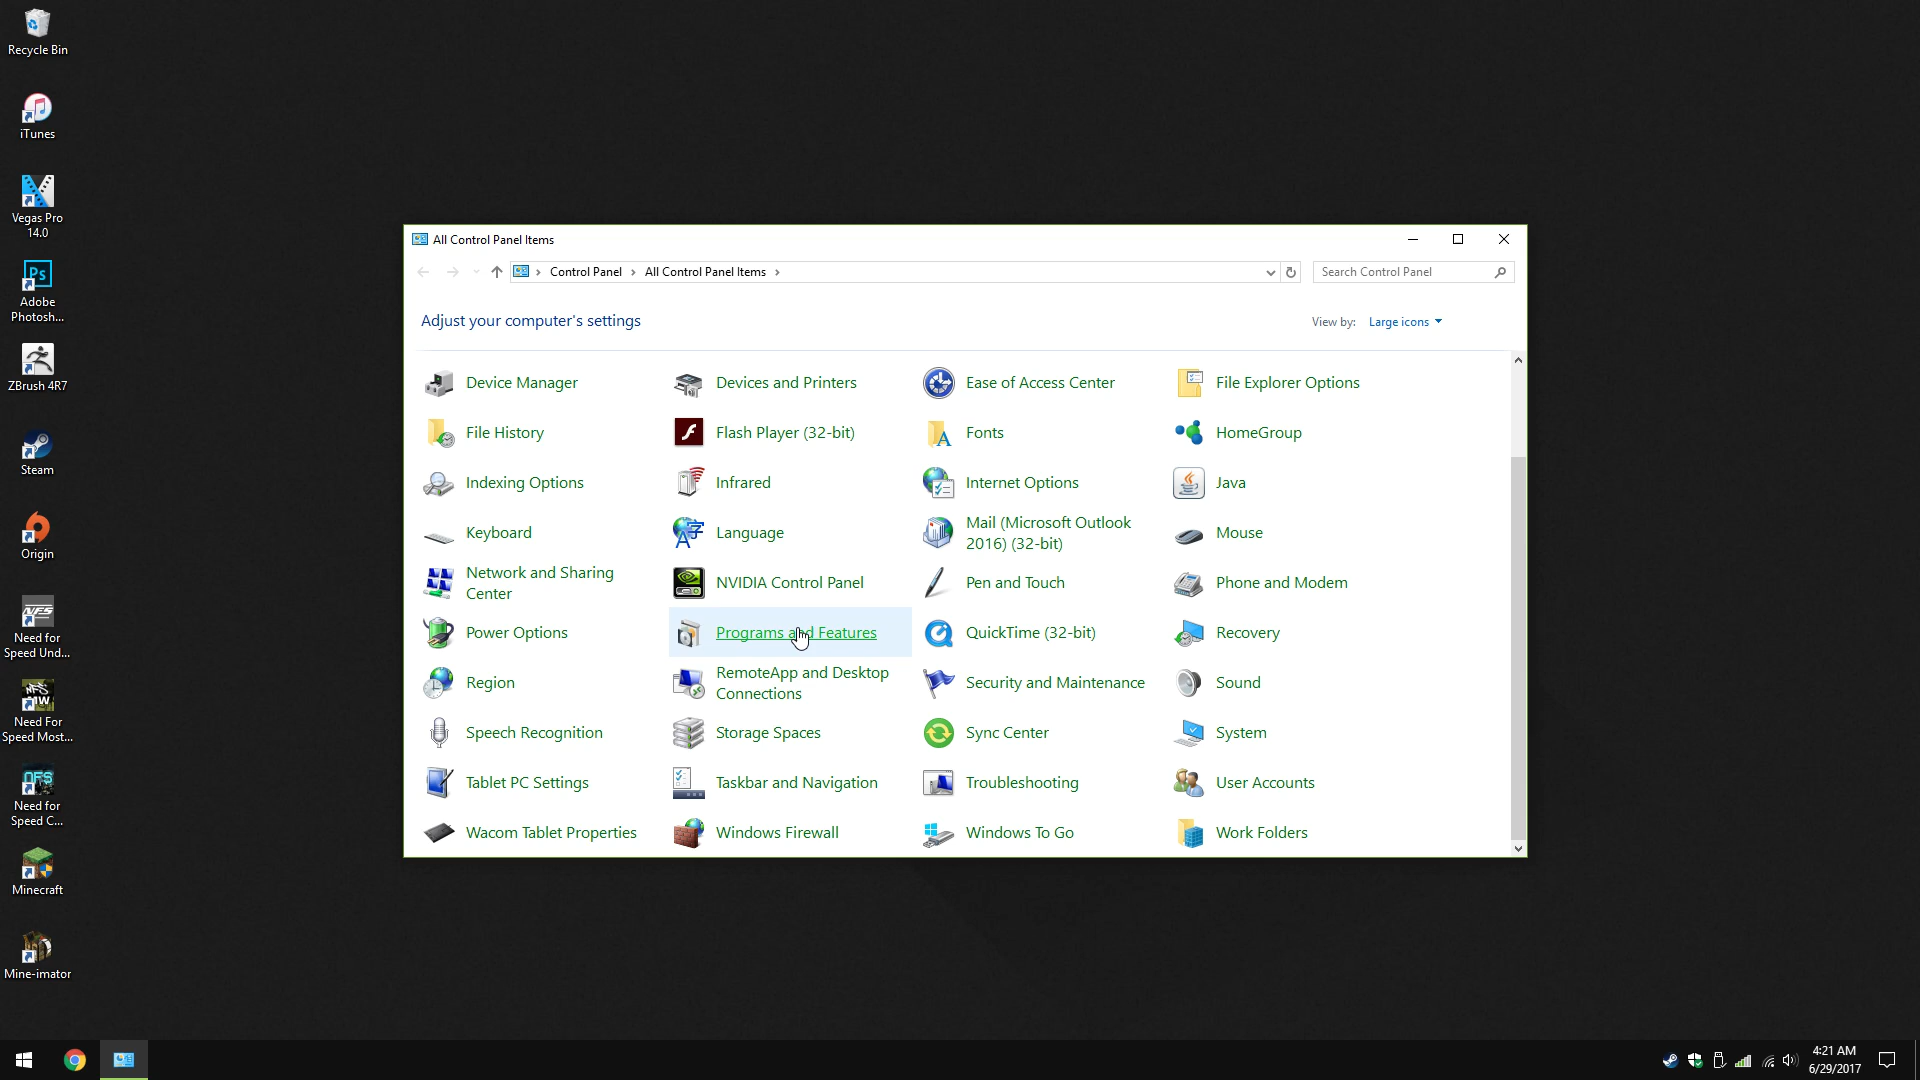 Recycle Bin
iTunes
Vegas Pro
14.0
Ps
Adobe
Photosh...
ZBrush 4R7
Steam
Origin
NFS
Need for
Speed Und...
NFS
MW
Need For
Speed Most...
NFS
Need for
Speed C...
Minecraft
Mine-imator
All Control Panel Items
Control Panel > All Control Panel Items >
Search Control Panel
Adjust your computer's settings
View by: Large icons
Device Manager
Devices and Printers
Ease of Access Center
File Explorer Options
File History
Flash Player (32-bit)
Fonts
HomeGroup
Indexing Options
Infrared
Internet Options
Java
Keyboard
Language
Mail (Microsoft Outlook
2016) (32-bit)
Mouse
Network and Sharing
Center
NVIDIA Control Panel
Pen and Touch
Phone and Modem
Power Options
Programs and Features
QuickTime (32-bit)
Recovery
Region
RemoteApp and Desktop
Connections
Security and Maintenance
Sound
Speech Recognition
Storage Spaces
Sync Center
System
Tablet PC Settings
Taskbar and Navigation
Troubleshooting
User Accounts
Wacom Tablet Properties
Windows Firewall
Windows To Go
Work Folders
4:21 AM
6/29/2017